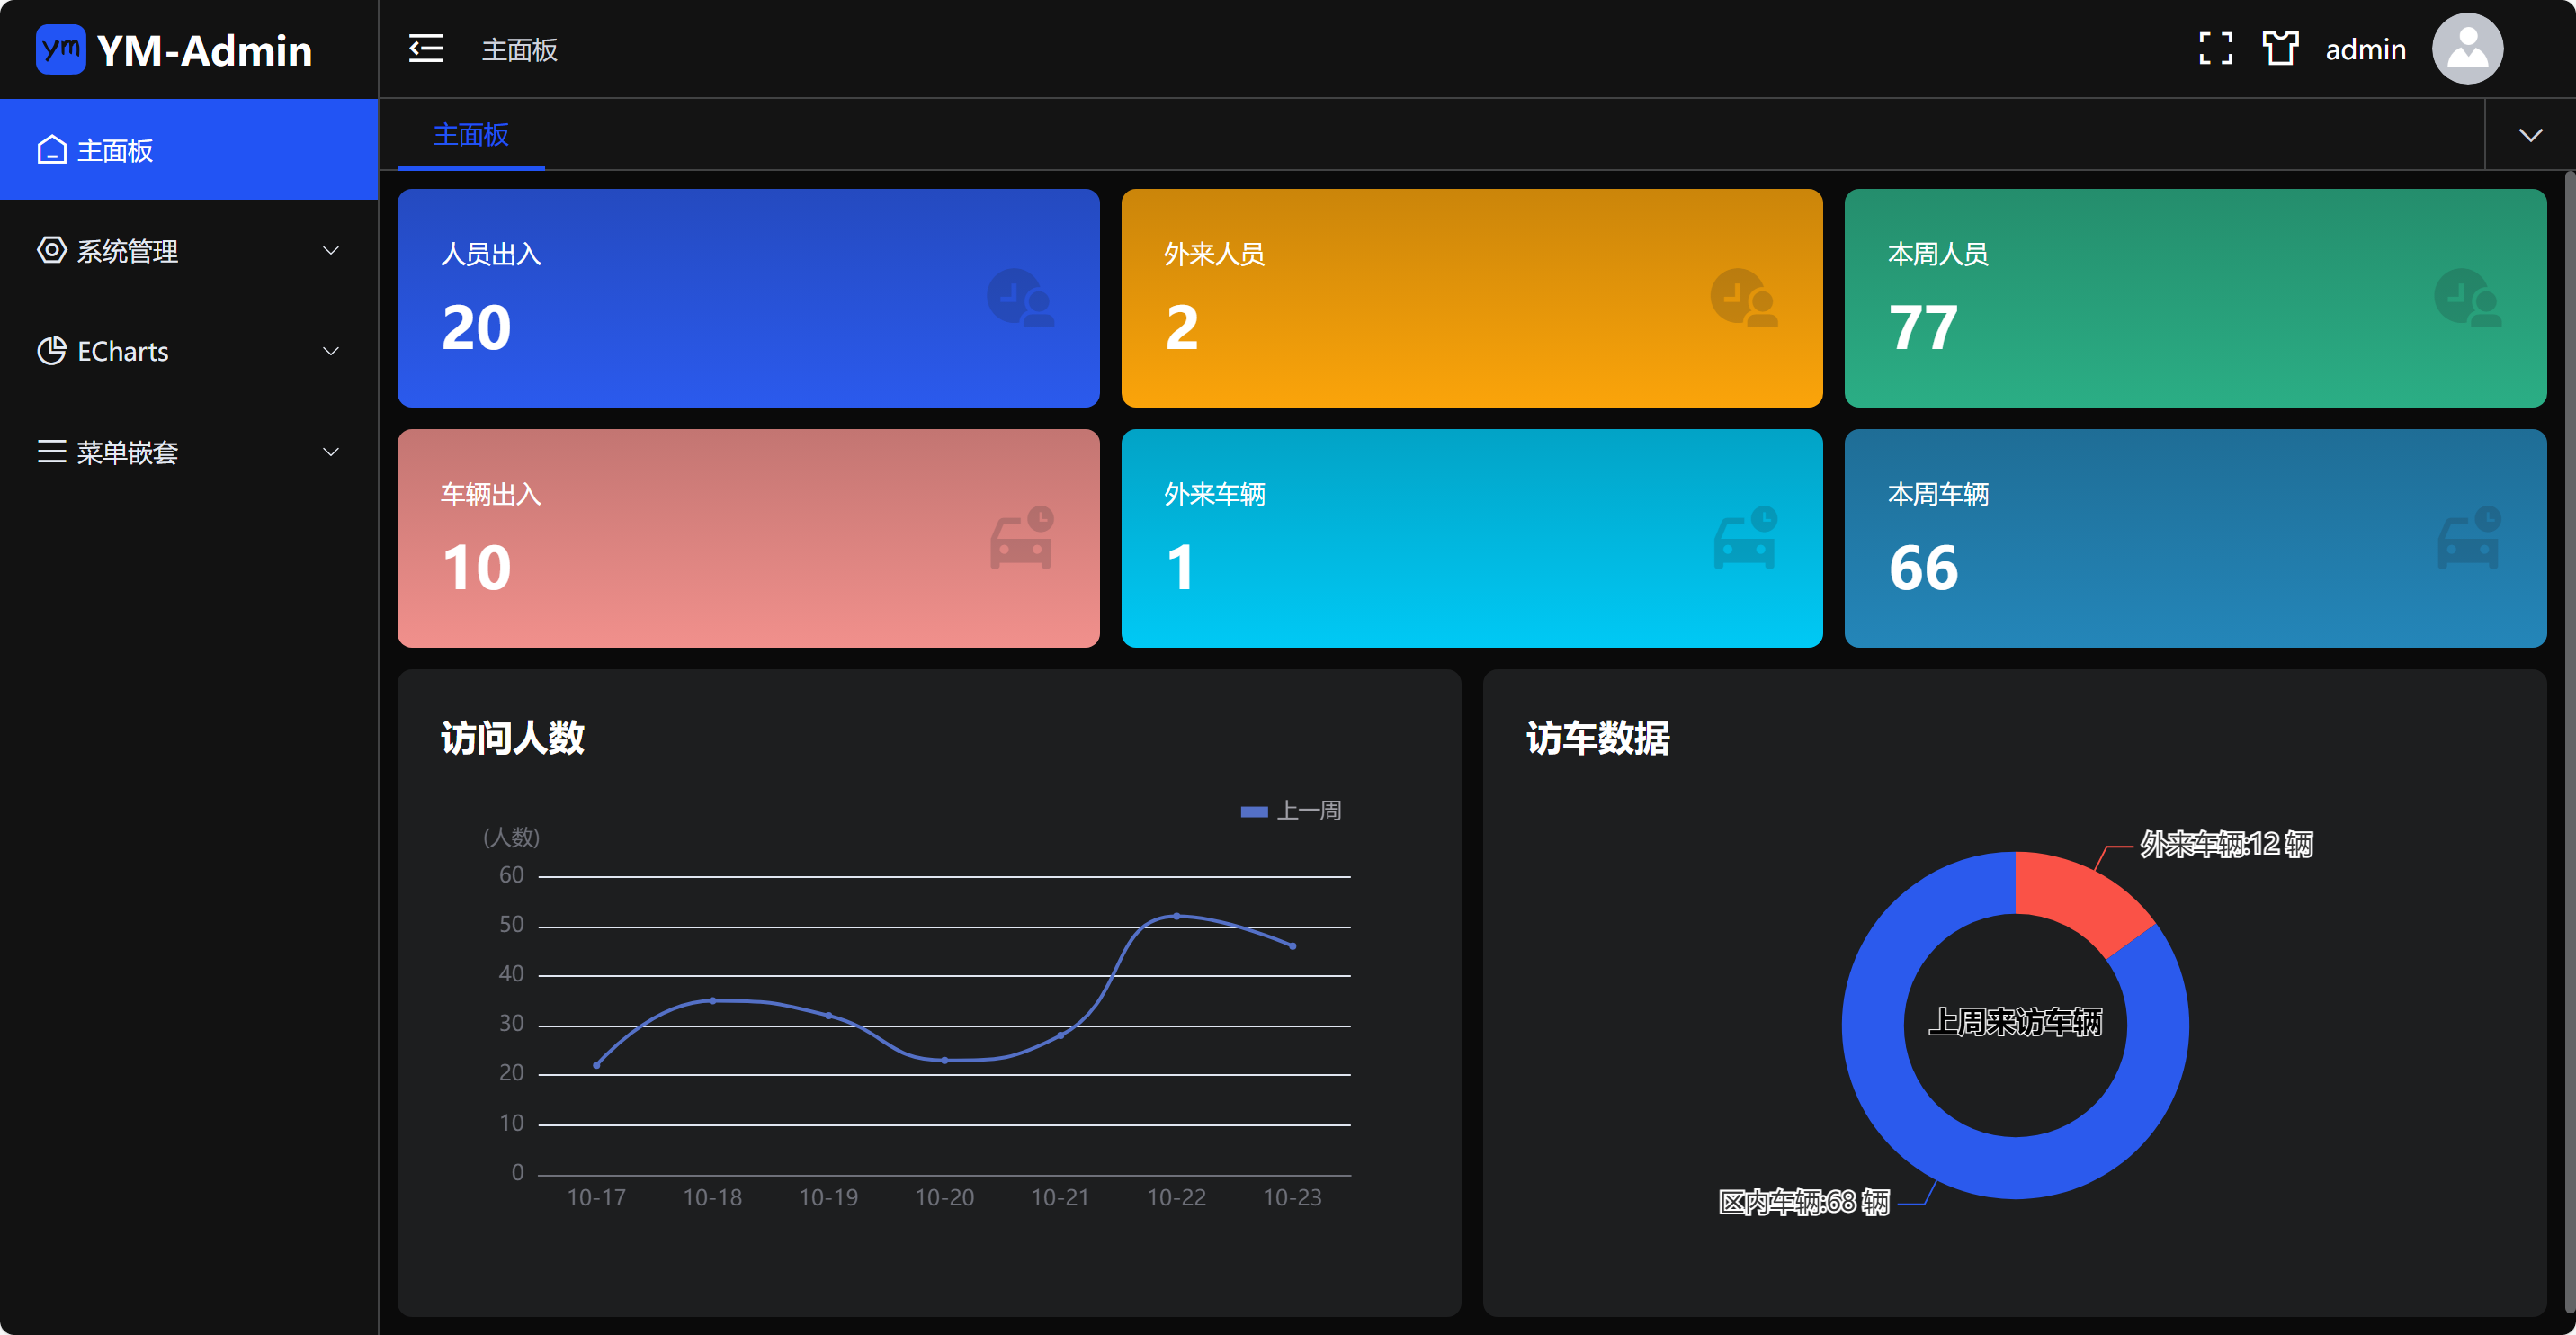 ym YM-Admin
主面板
admin
主面板
系统管理
ECharts
菜单嵌套
主面板
人员出入
20
外来人员
2
本周人员
77
车辆出入
10
外来车辆
1
本周车辆
66
访问人数
上一周
(人数)
60
50
40
30
20
10
0
10-17 10-18 10-19 10-20 10-21 10-22 10-23
访车数据
外来车辆:12 辆
上周来访车辆
区内车辆:68 辆